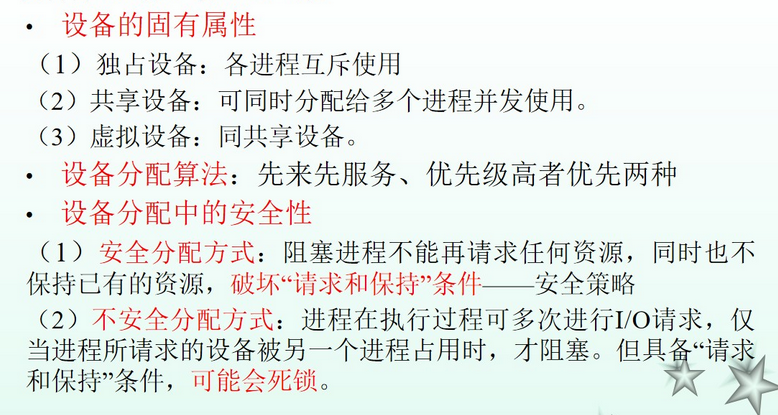 • 设备的固有属性
（1）独占设备：各进程互斥使用
（2）共享设备：可同时分配给多个进程并发使用。
（3）虚拟设备：同共享设备。
• 设备分配算法：先来先服务、优先级高者优先两种
• 设备分配中的安全性
（1）安全分配方式：阻塞进程不能再请求任何资源，同时也不
保持已有的资源，破坏“请求和保持”条件——安全策略
（2）不安全分配方式：进程在执行过程可多次进行I/O请求，仅
当进程所请求的设备被另一个进程占用时，才阻塞。但具备“请求
和保持”条件，可能会死锁。